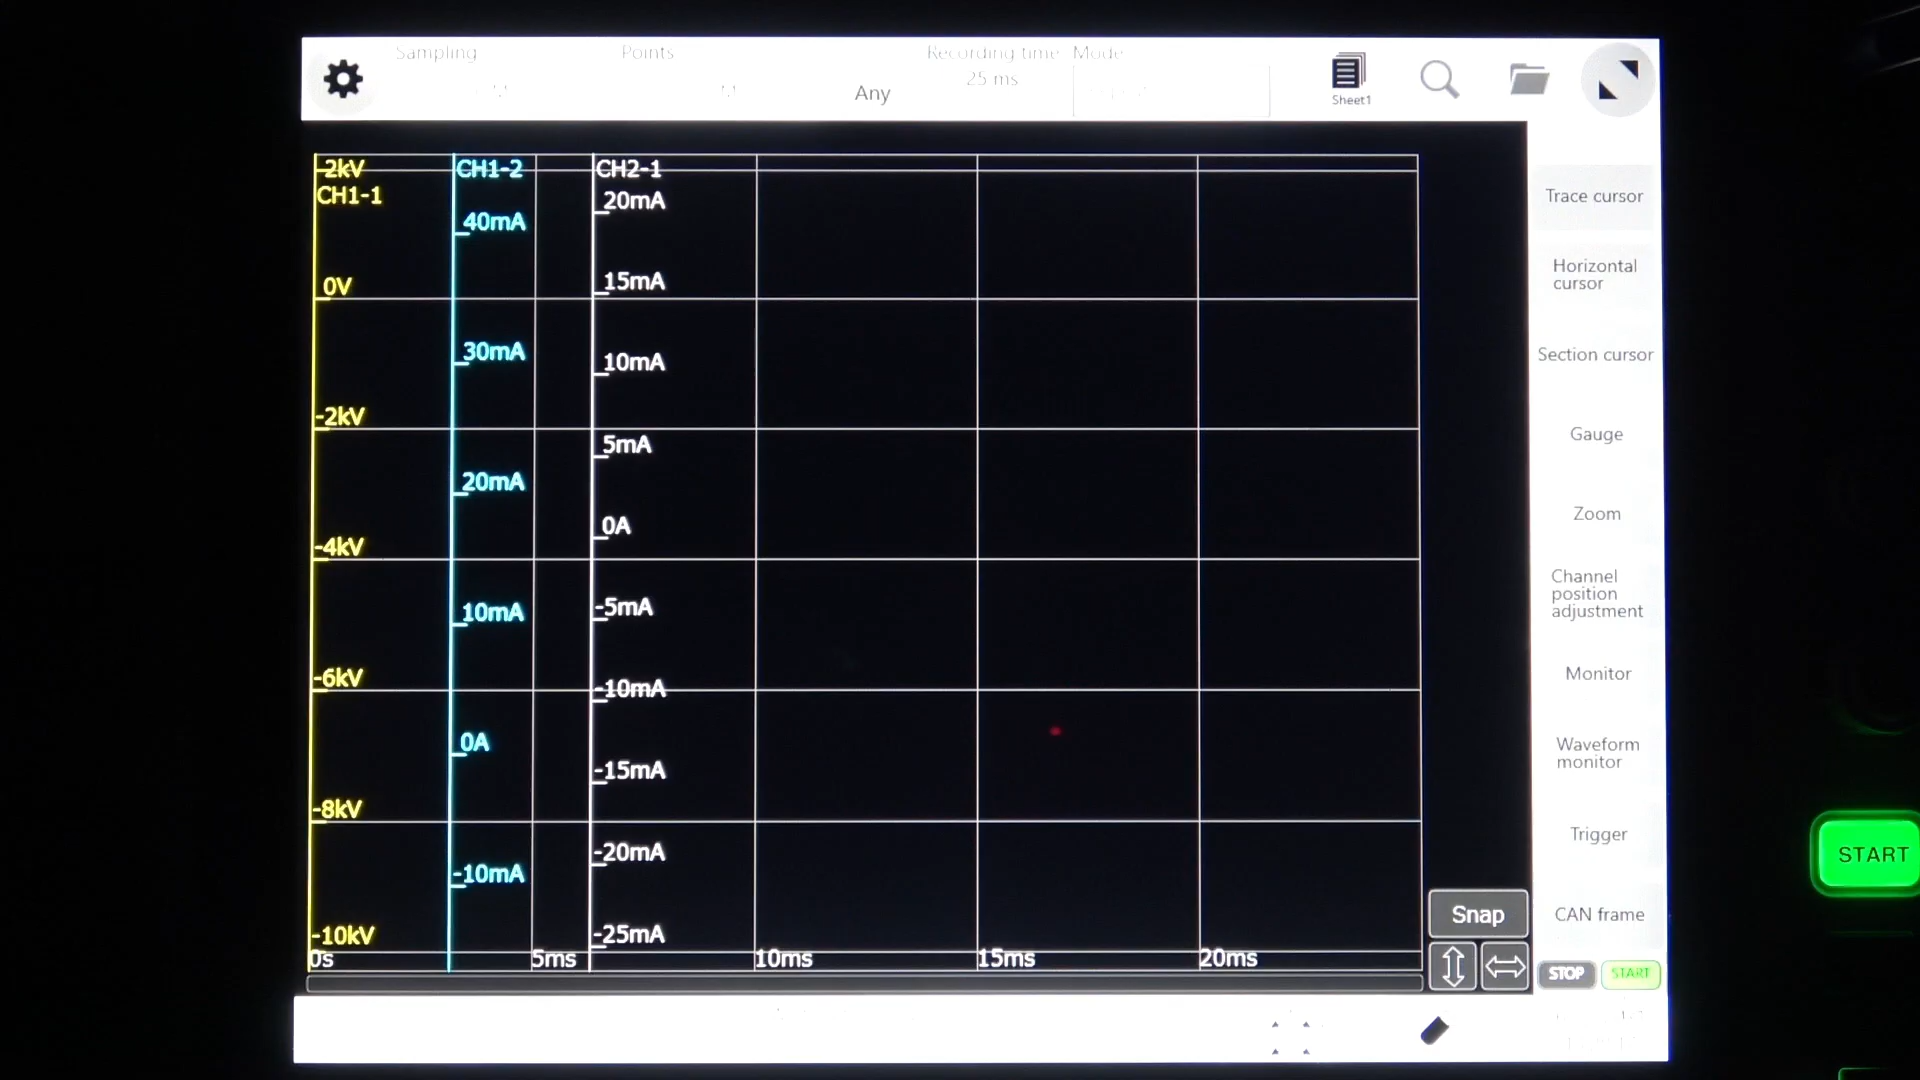 Sampling
Points
Recording time
Mode
25 ms
Any
Sheet1
2kV
CH1-1
0V
-2kV
-4kV
-6kV
-8kV
-10kV
CH1-2
40mA
30mA
20mA
10mA
0A
-10mA
CH2-1
20mA
15mA
10mA
5mA
0A
-5mA
-10mA
-15mA
-20mA
-25mA
0s
5ms
10ms
15ms
20ms
Trace cursor
Horizontal
cursor
Section cursor
Gauge
Zoom
Channel
position
adjustment
Monitor
Waveform
monitor
Trigger
CAN frame
Snap
STOP
START
START